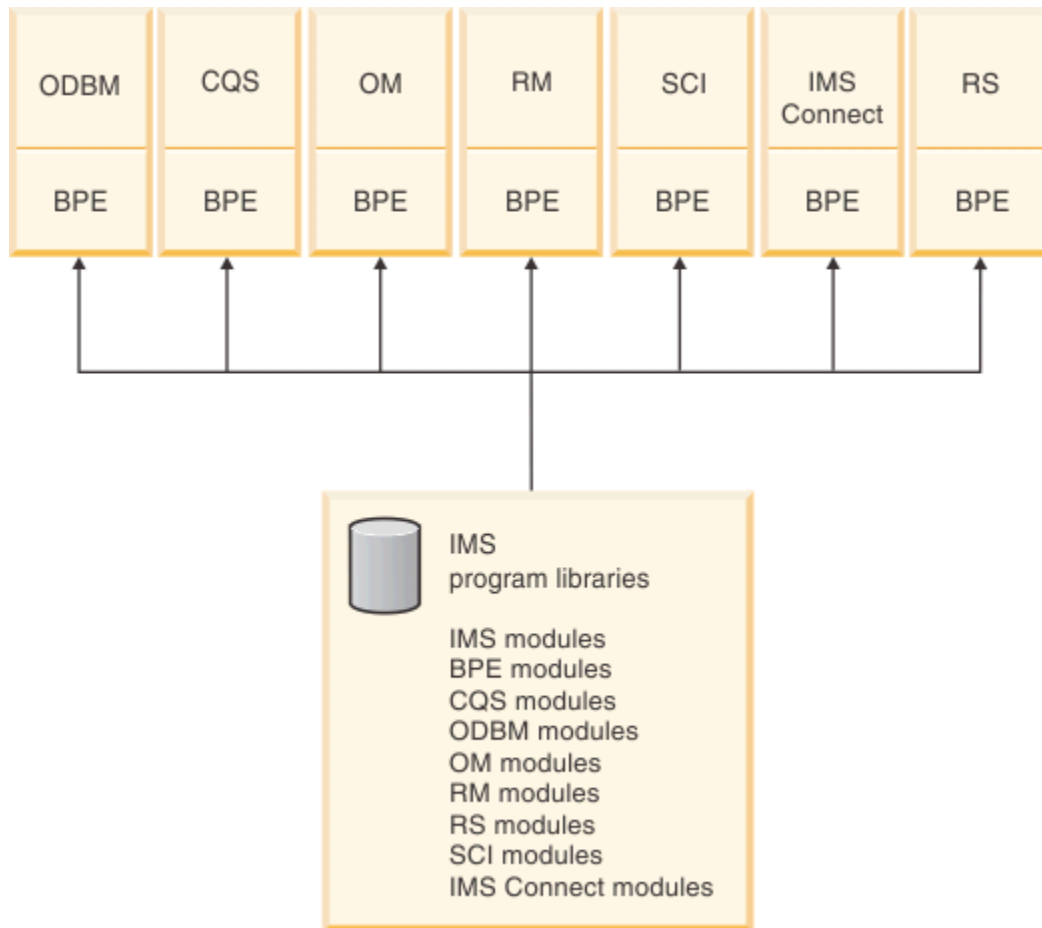 ODBM
CQS
OM
RM
SCI
IMS
Connect
RS
BPE
BPE
BPE
BPE
BPE
BPE
BPE
IMS
program libraries
IMS modules
BPE modules
CQS modules
ODBM modules
OM modules
RM modules
RS modules
SCI modules
IMS Connect modules